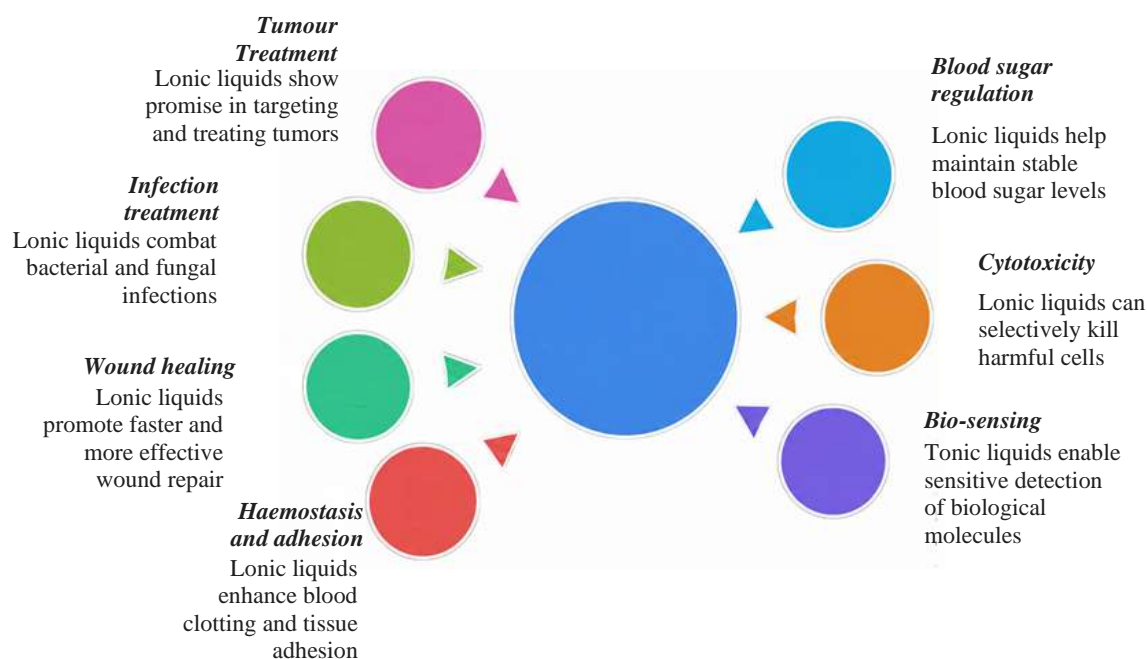 Tumour
Treatment
Lonic liquids show
promise in targeting
and treating tumors
Infection
treatment
Lonic liquids combat
bacterial and fungal
infections
Wound healing
Lonic liquids
promote faster and
more effective
wound repair
Haemostasis
and adhesion
Lonic liquids
enhance blood
clotting and tissue
adhesion
Blood sugar
regulation
Lonic liquids help
maintain stable
blood sugar levels
Cytotoxicity
Lonic liquids can
selectively kill
harmful cells
Bio-sensing
Tonic liquids enable
sensitive detection
of biological
molecules